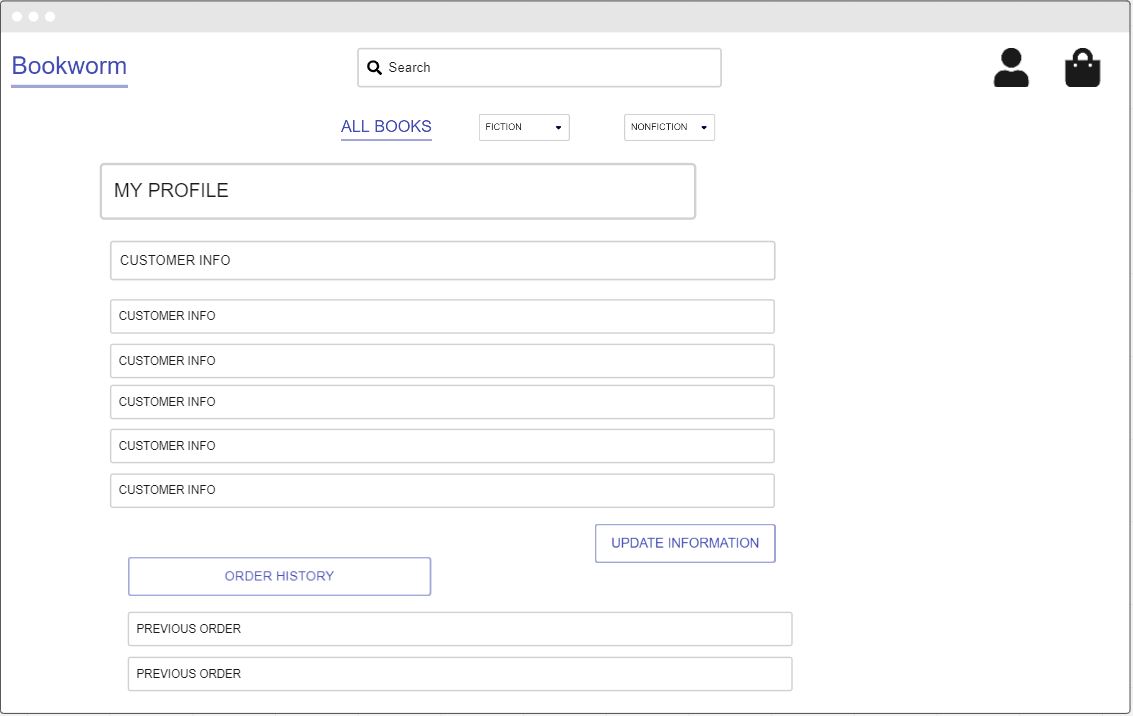 Bookworm
Search
ALL BOOKS
FICTION
NONFICTION
MY PROFILE
CUSTOMER INFO
CUSTOMER INFO
CUSTOMER INFO
CUSTOMER INFO
CUSTOMER INFO
CUSTOMER INFO
UPDATE INFORMATION
ORDER HISTORY
PREVIOUS ORDER
PREVIOUS ORDER